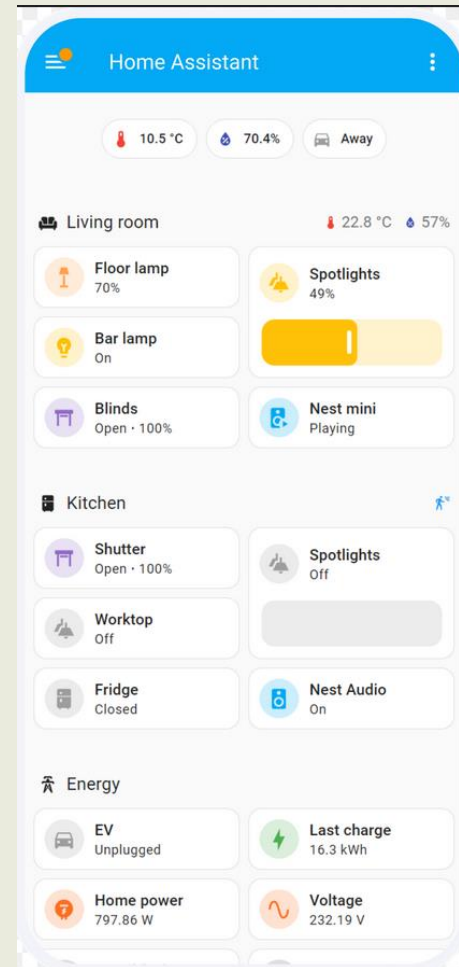 Home Assistant
10.5 °C
70.4%
Away
Living room
22.8 °C
57%
Floor lamp
70%
Spotlights
49%
Bar lamp
On
Blinds
Open · 100%
Nest mini
Playing
Kitchen
Shutter
Open · 100%
Spotlights
Off
Worktop
Off
Fridge
Closed
Nest Audio
On
Energy
EV
Unplugged
Last charge
16.3 kWh
Home power
797.86 W
Voltage
232.19 V